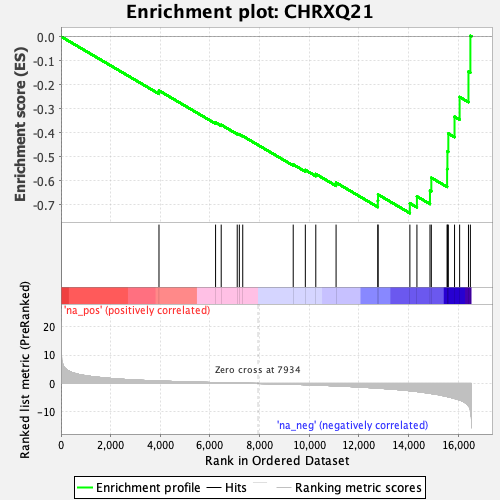 Enrichment plot: CHRXQ21
Enrichment score (ES)
0.0
-0.1
-0.2
-0.3
-0.4
-0.5
-0.6
-0.7
'na_pos' (positively correlated)
Ranked list metric (PreRanked)
20
10
0
-10
Zero cross at 7934
'na_neg' (negatively correlated)
0
2,000
4,000
6,000
8,000
10,000
12,000
14,000
16,000
Rank in Ordered Dataset
Enrichment profile
Hits
Ranking metric scores